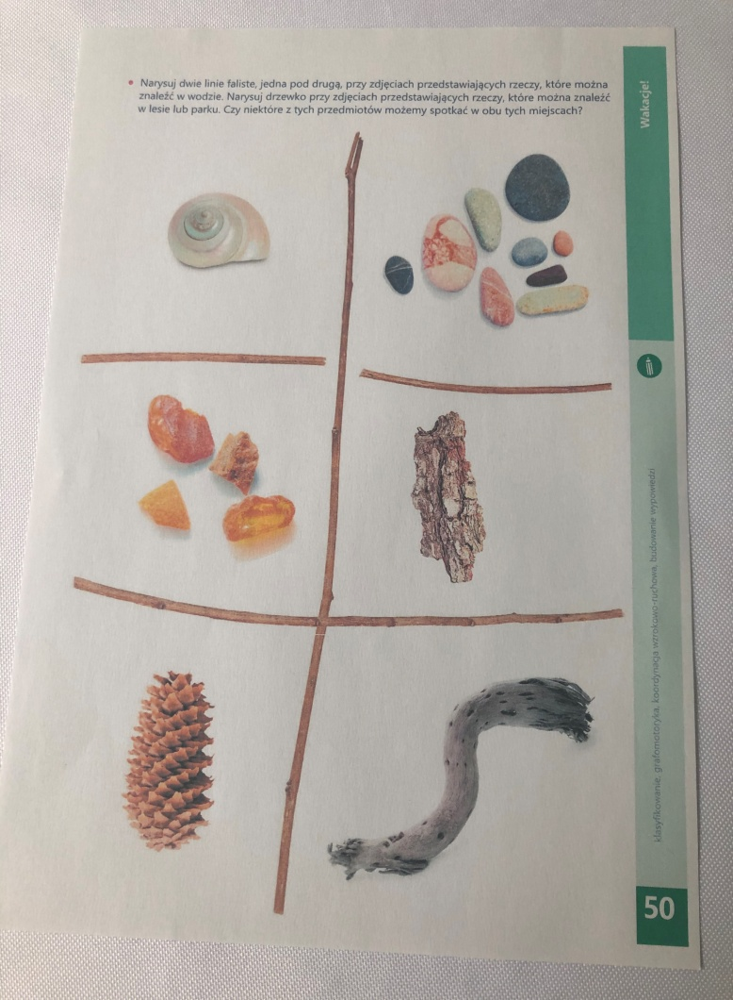 • Narysuj dwie linie faliste, jedna pod drugą, przy zdjęciach przedstawiających rzeczy, które można
znaleźć w wodzie. Narysuj drzewko przy zdjęciach przedstawiających rzeczy, które można znaleźć
w lesie lub parku. Czy niektóre z tych przedmiotów możemy spotkać w obu tych miejscach?
Wakacje!
klasyfikowanie, grafomotoryka, koordynacja wzrokowo-ruchowa, budowanie wypowiedzi
50